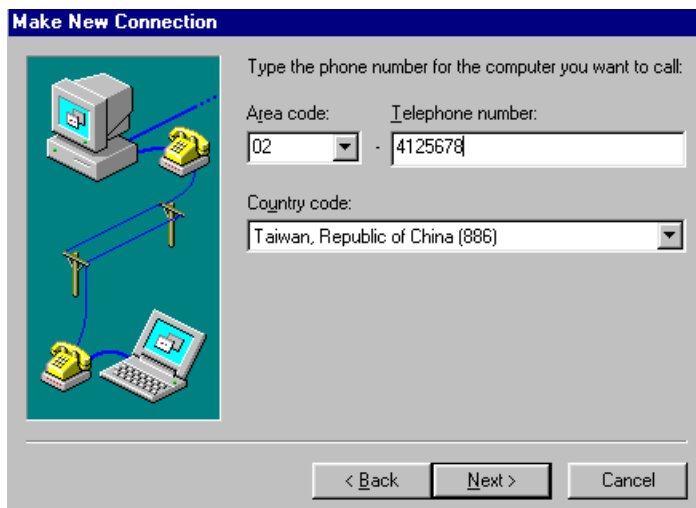 Make New Connection
Type the phone number for the computer you want to call:
Area code: Telephone number:
02 - 4125678
Country code:
Taiwan, Republic of China (886)
< Back Next > Cancel